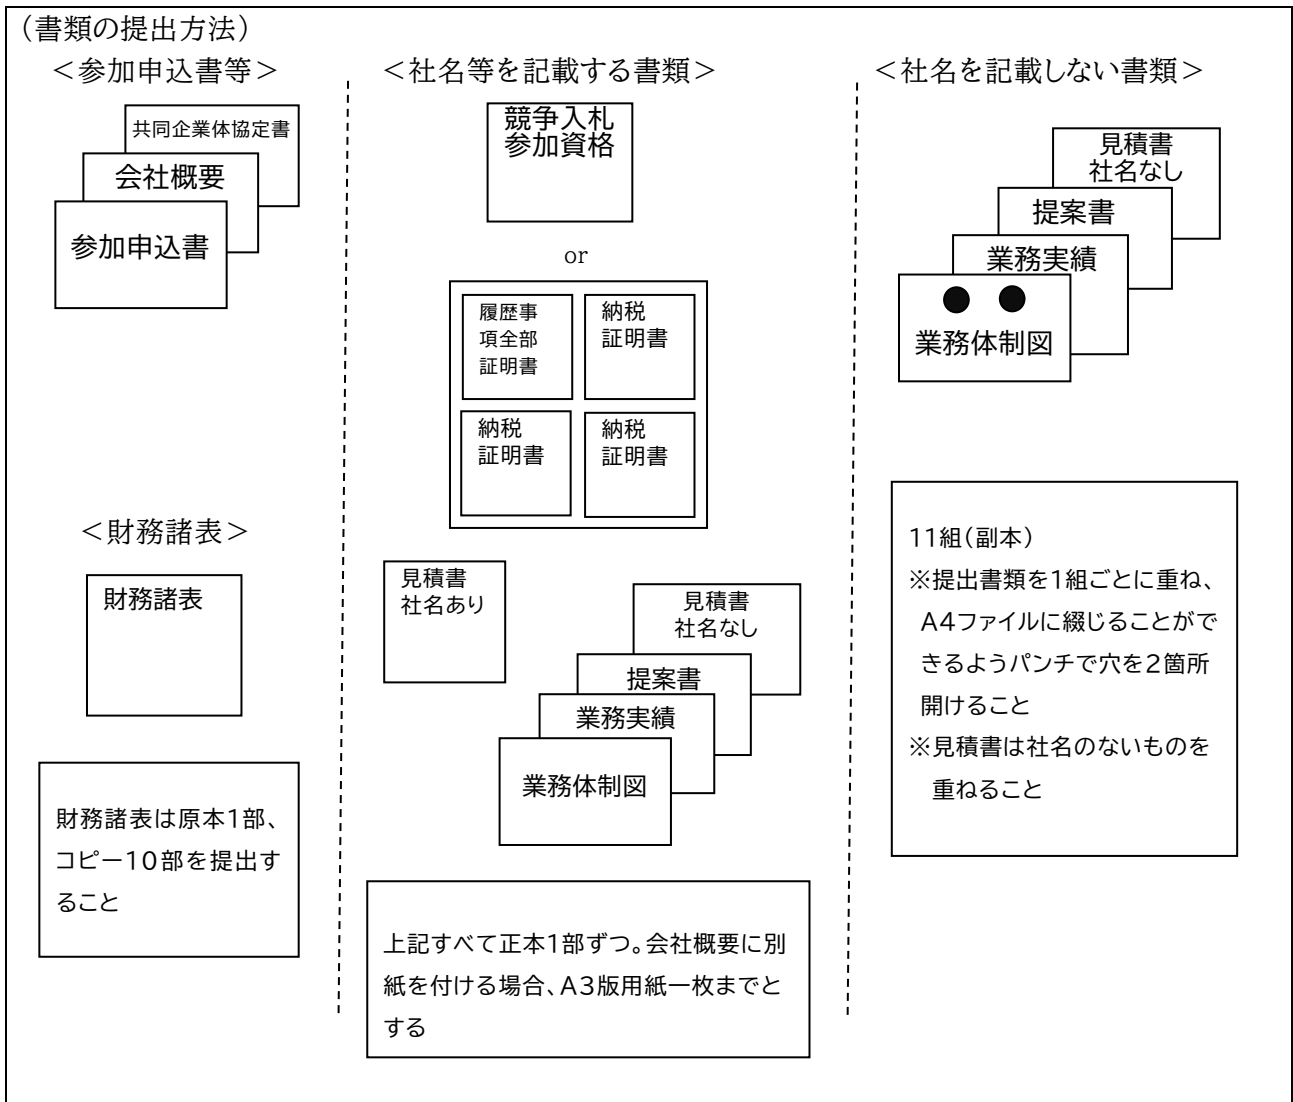 （書類の提出方法）
＜参加申込書等＞
共同企業体協定書
会社概要
参加申込書
＜財務諸表＞
財務諸表
財務諸表は原本1部、
コピー10部を提出す
ること
＜社名等を記載する書類＞
競争入札
参加資格
or
履歴事
項全部
証明書
納税
証明書
納税
証明書
納税
証明書
見積書
社名あり
見積書
社名なし
提案書
業務実績
業務体制図
上記すべて正本1部ずつ。会社概要に別
紙を付ける場合、A3版用紙一枚までと
する
＜社名を記載しない書類＞
見積書
社名なし
提案書
業務実績
業務体制図
11組（副本）
※提出書類を1組ごとに重ね、
A4ファイルに綴じることがで
きるようパンチで穴を2箇所
開けること
※見積書は社名のないものを
重ねること